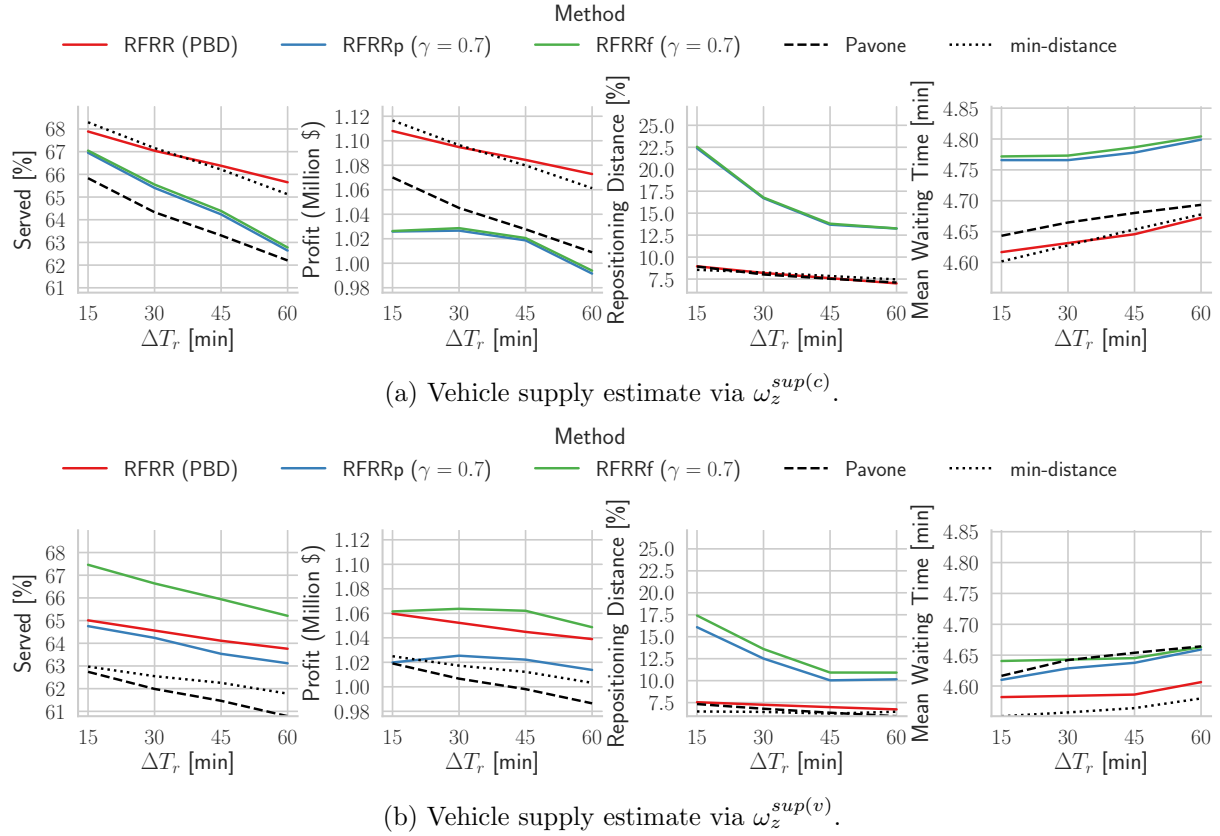 Method
RFRR (PBD) RFRRp (γ = 0.7) RFRRf (γ = 0.7) Pavone min-distance
Served [%]
68
67
66
65
64
63
62
61
15 30 45 60
ΔT_r [min]
Profit (Million $)
1.12
1.10
1.08
1.06
1.04
1.02
1.00
0.98
15 30 45 60
ΔT_r [min]
Repositioning Distance [%]
25.0
22.5
20.0
17.5
15.0
12.5
10.0
7.5
15 30 45 60
ΔT_r [min]
Mean Waiting Time [min]
4.85
4.80
4.75
4.70
4.65
4.60
15 30 45 60
ΔT_r [min]
(a) Vehicle supply estimate via ω_z^{sup(c)}.
Method
RFRR (PBD) RFRRp (γ = 0.7) RFRRf (γ = 0.7) Pavone min-distance
Served [%]
68
67
66
65
64
63
62
61
15 30 45 60
ΔT_r [min]
Profit (Million $)
1.12
1.10
1.08
1.06
1.04
1.02
1.00
0.98
15 30 45 60
ΔT_r [min]
Repositioning Distance [%]
25.0
22.5
20.0
17.5
15.0
12.5
10.0
7.5
15 30 45 60
ΔT_r [min]
Mean Waiting Time [min]
4.85
4.80
4.75
4.70
4.65
4.60
15 30 45 60
ΔT_r [min]
(b) Vehicle supply estimate via ω_z^{sup(v)}.